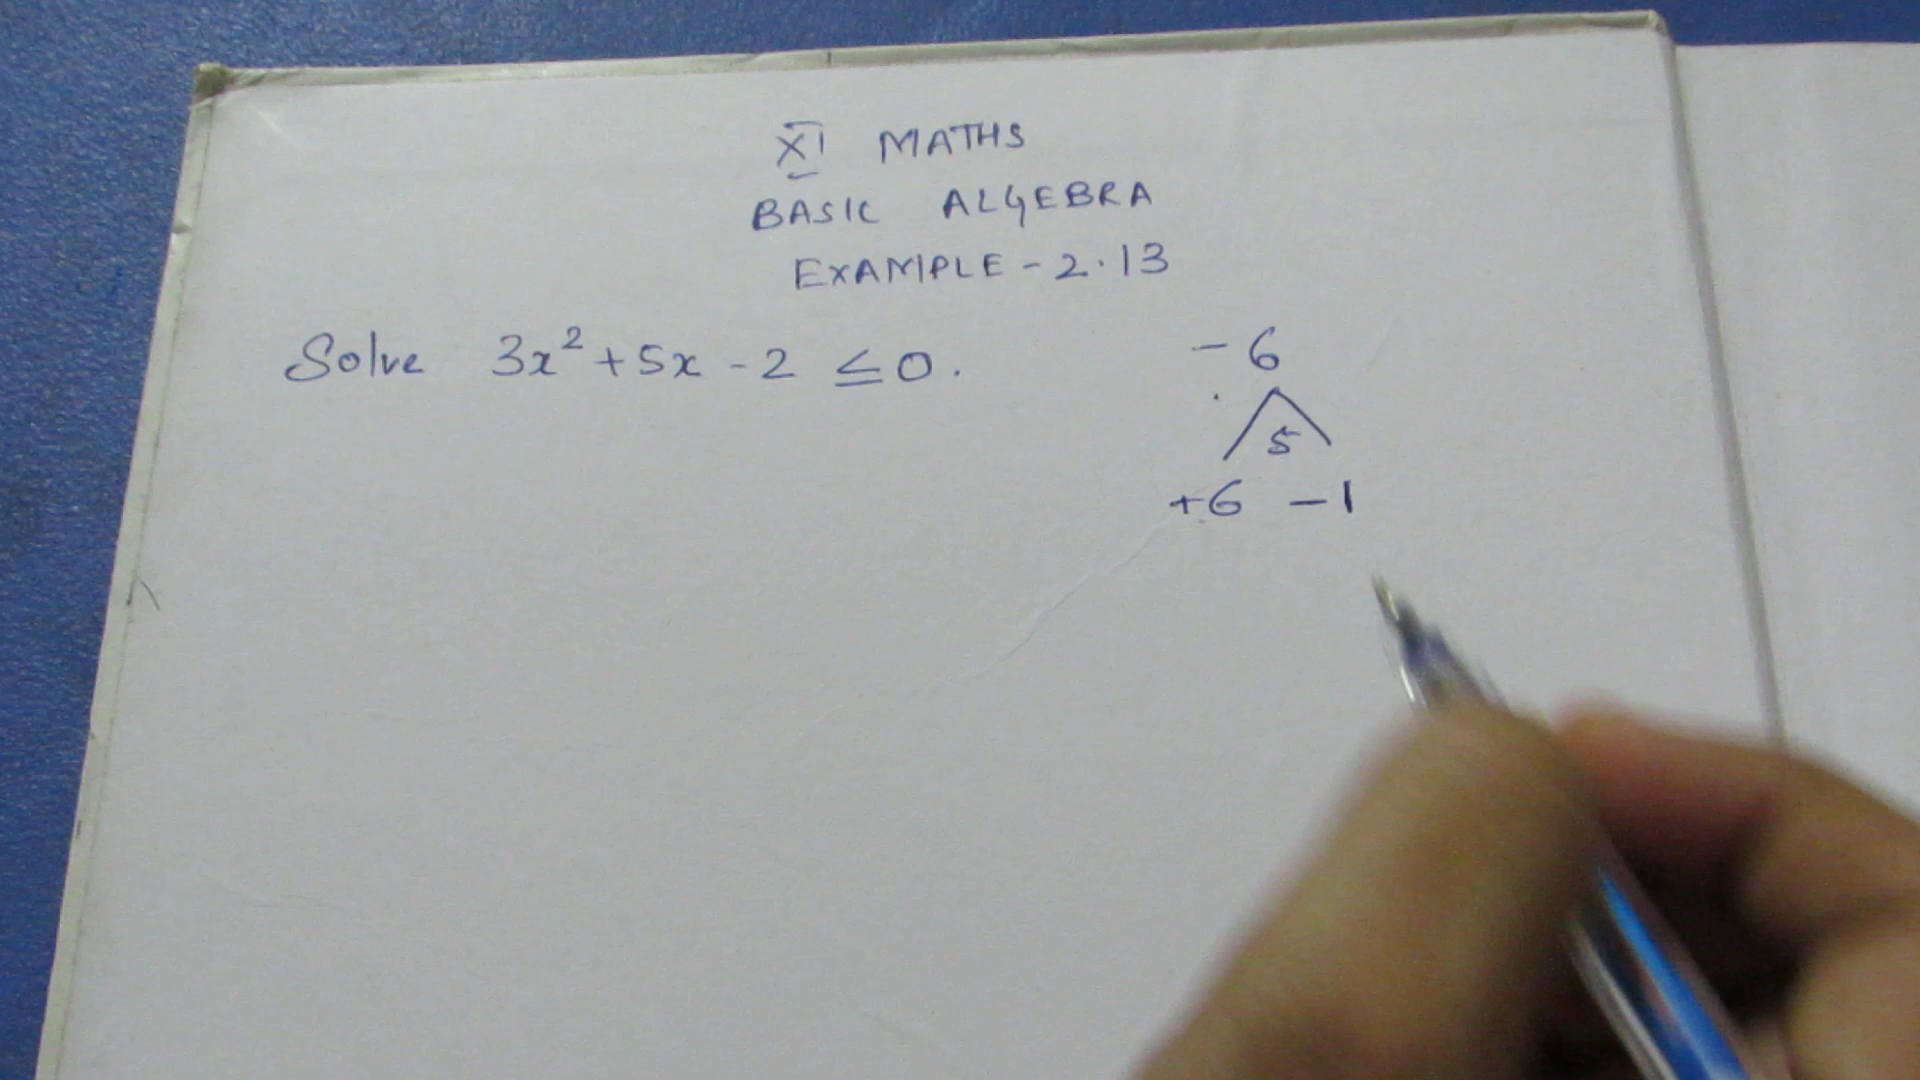 XI MATHS
BASIC ALGEBRA
EXAMPLE - 2.13
Solve 3x² + 5x - 2 ≤ 0.
- 6
5
+6 -1